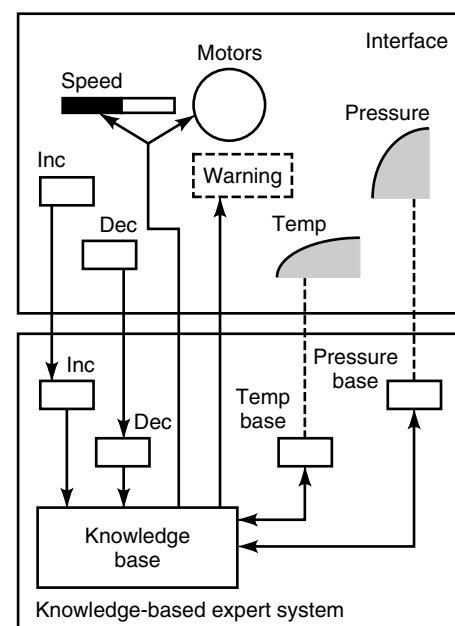 Interface
Motors
Speed
Pressure
Inc
Warning
Dec
Temp
Inc
Pressure
base
Temp
base
Dec
Knowledge
base
Knowledge-based expert system